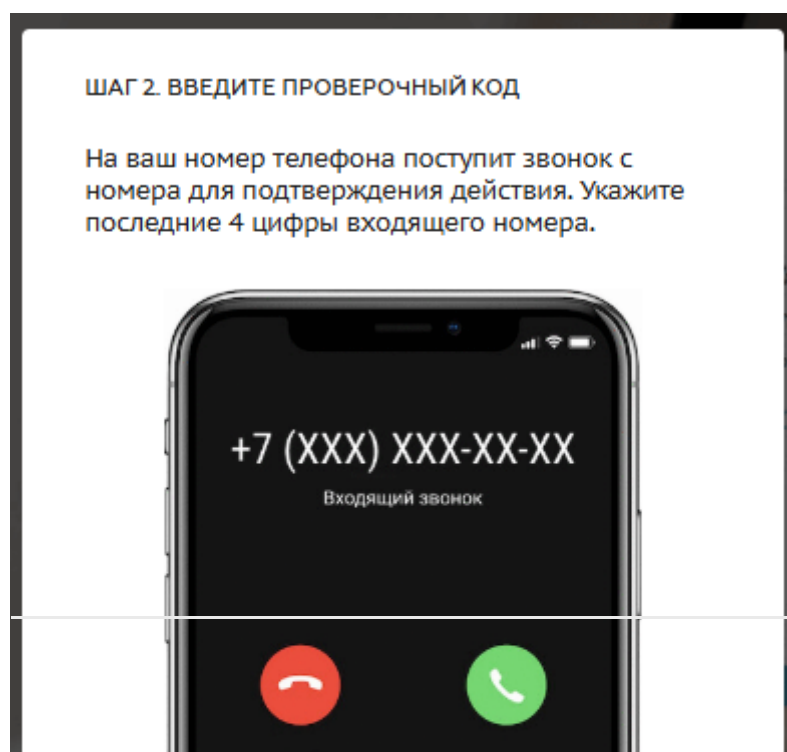 ШАГ 2. ВВЕДИТЕ ПРОВЕРОЧНЫЙ КОД
На ваш номер телефона поступит звонок с
номера для подтверждения действия. Укажите
последние 4 цифры входящего номера.
+7 (XXX) XXX-XX-XX
Входящий звонок